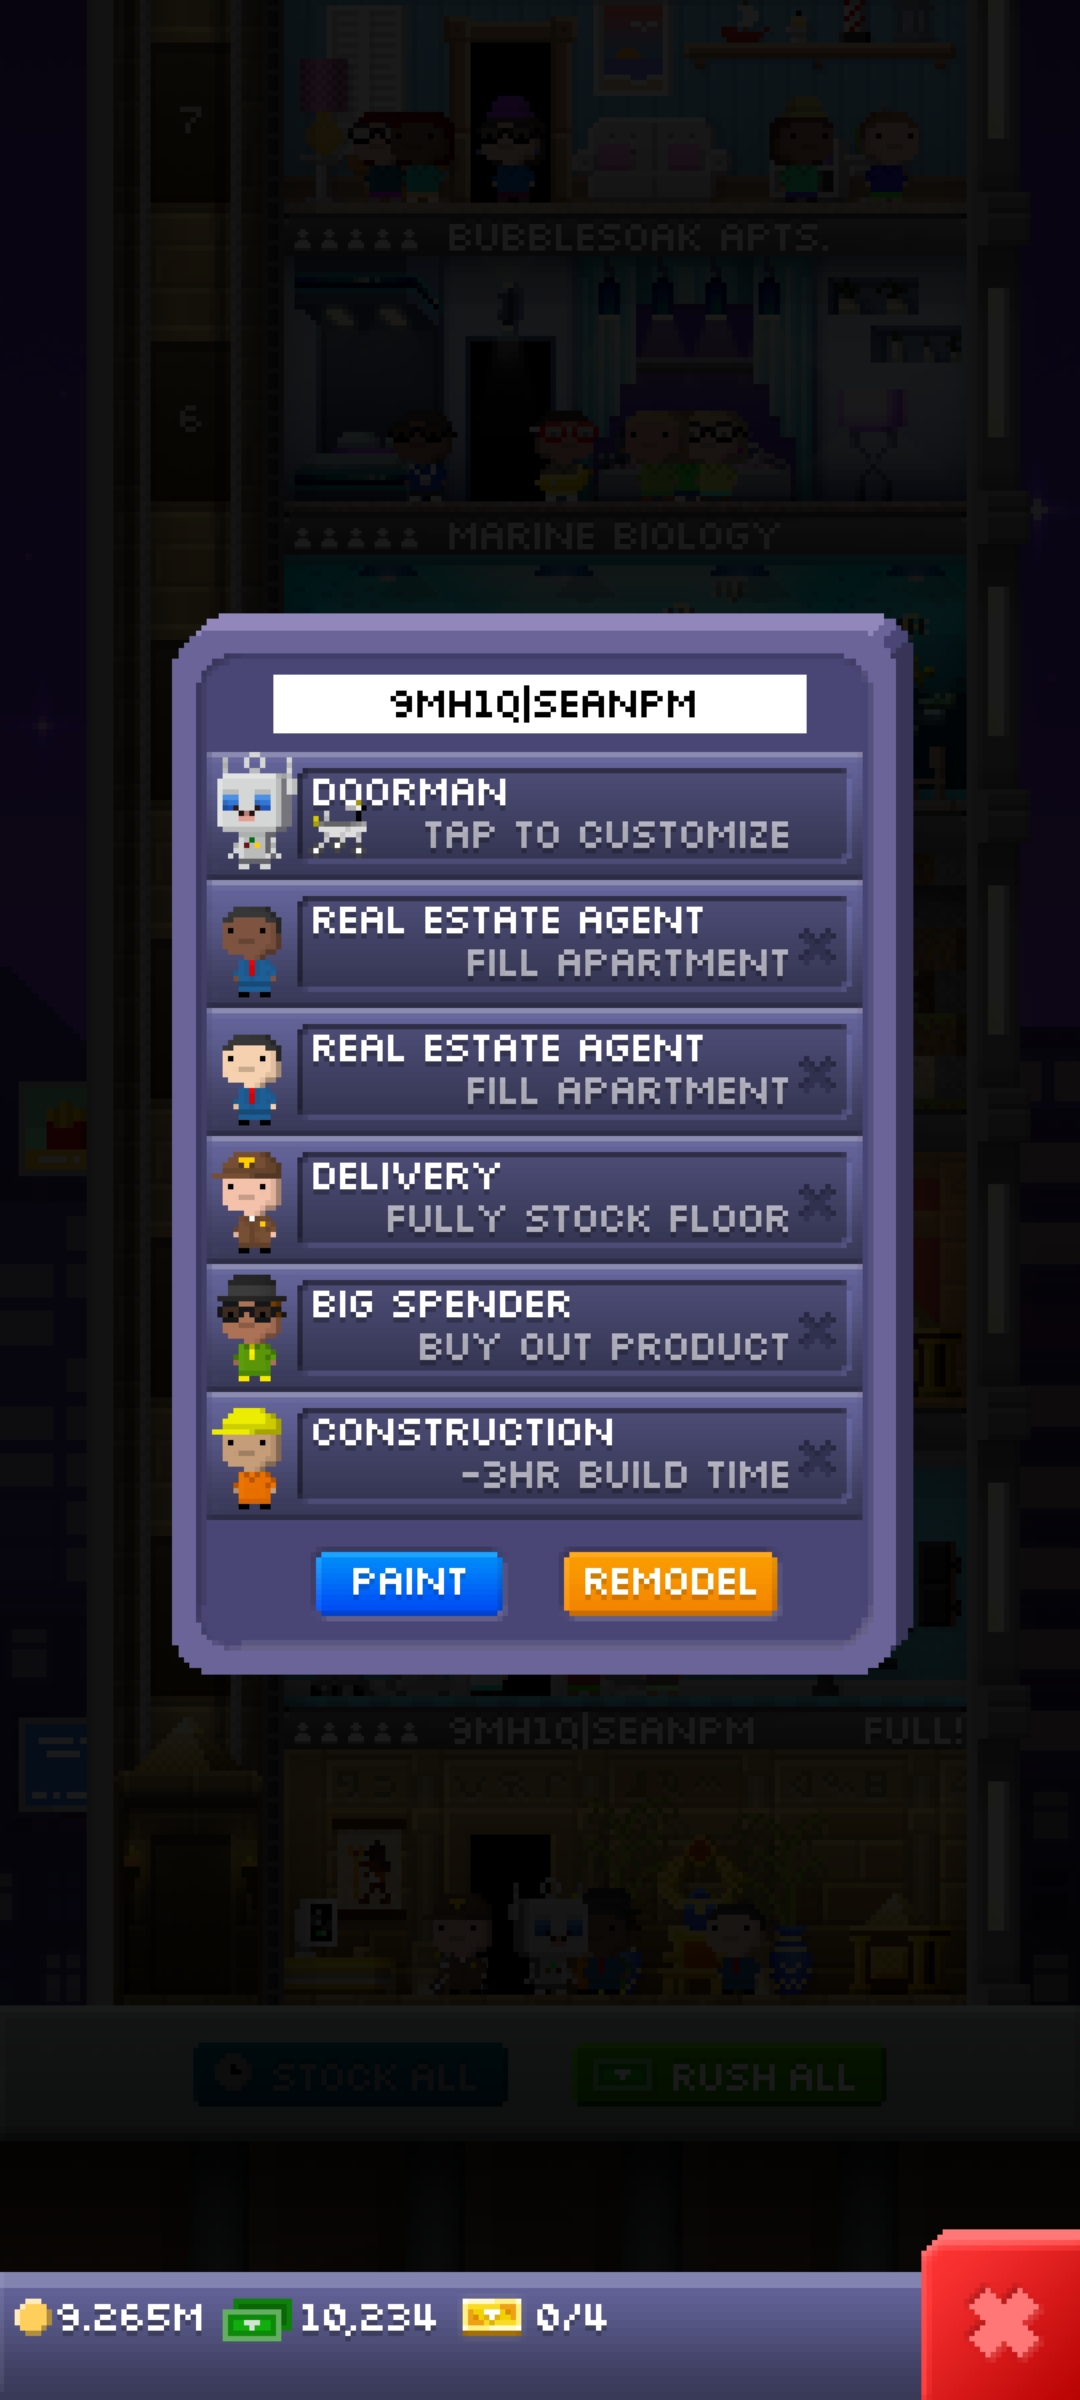 7
BUBBLESOAK APTS.
6
MARINE BIOLOGY
9MH1Q|SEANPM
DOORMAN
TAP TO CUSTOMIZE
REAL ESTATE AGENT
FILL APARTMENT
REAL ESTATE AGENT
FILL APARTMENT
DELIVERY
FULLY STOCK FLOOR
BIG SPENDER
BUY OUT PRODUCT
CONSTRUCTION
-3HR BUILD TIME
PAINT
REMODEL
9MH1Q|SEANPM
FULL!
STOCK ALL
RUSH ALL
9.265M
10,234
0/4